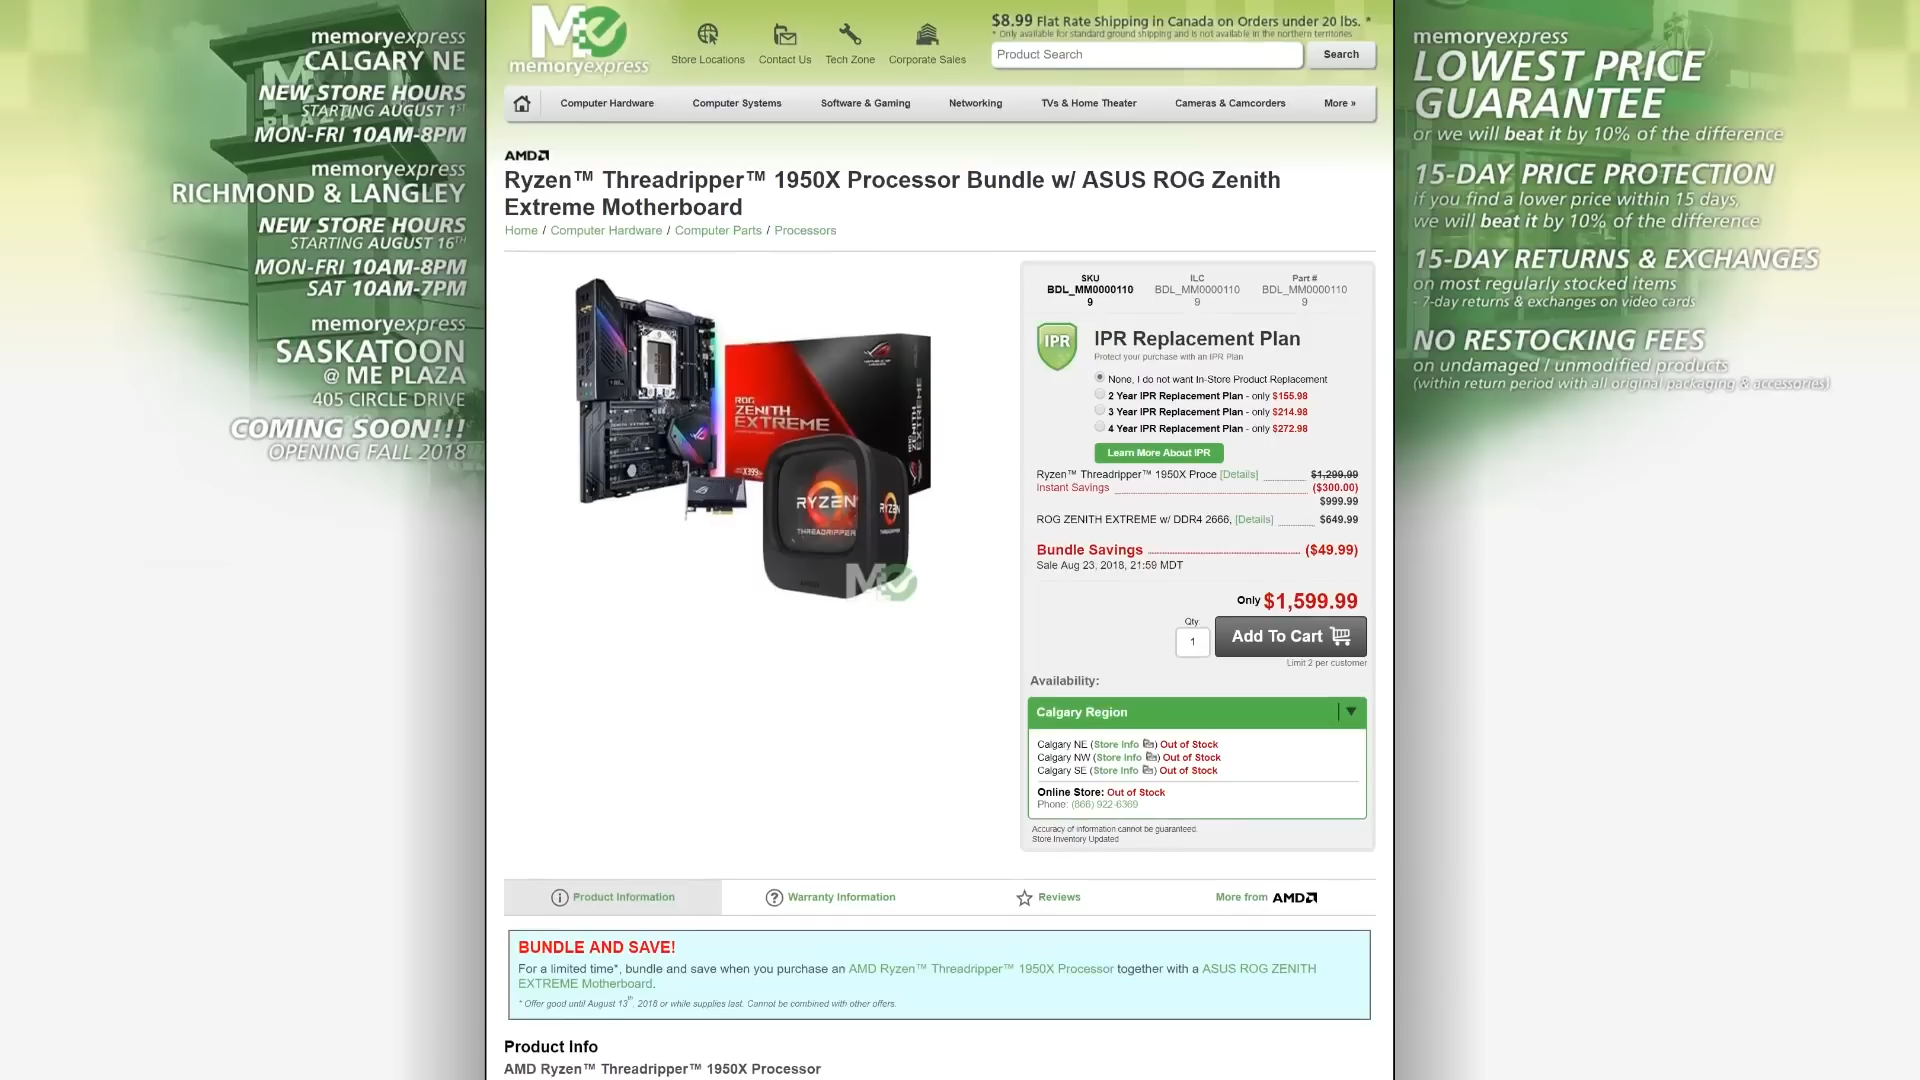 memoryexpress
CALGARY NE
NEW STORE HOURS
STARTING AUGUST 1ST
MON-FRI 10AM-8PM
memoryexpress
RICHMOND & LANGLEY
NEW STORE HOURS
STARTING AUGUST 16TH
MON-FRI 10AM-8PM
SAT 10AM-7PM
memoryexpress
SASKATOON
@ ME PLAZA
405 CIRCLE DRIVE
COMING SOON!!!
OPENING FALL 2018
memoryexpress
Store Locations
Contact Us
Tech Zone
Corporate Sales
$8.99 Flat Rate Shipping in Canada on Orders under 20 lbs. *
* Only available for standard ground shipping and is not available in the northern territories
Product Search
Search
Computer Hardware
Computer Systems
Software & Gaming
Networking
TVs & Home Theater
Cameras & Camcorders
More »
AMD
Ryzen™ Threadripper™ 1950X Processor Bundle w/ ASUS ROG Zenith
Extreme Motherboard
Home / Computer Hardware / Computer Parts / Processors
ROG
ZENITH
EXTREME
X399
RYZEN
THREADRIPPER
RYZEN
ME
SKU
BDL_MM0000110
9
ILC
BDL_MM0000110
9
Part #
BDL_MM0000110
9
IPR
IPR Replacement Plan
Protect your purchase with an IPR Plan
None, I do not want In-Store Product Replacement
2 Year IPR Replacement Plan - only $155.98
3 Year IPR Replacement Plan - only $214.98
4 Year IPR Replacement Plan - only $272.98
Learn More About IPR
Ryzen™ Threadripper™ 1950X Proce [Details] $1,299.99
Instant Savings ($300.00)
$999.99
ROG ZENITH EXTREME w/ DDR4 2666, [Details] $649.99
Bundle Savings ($49.99)
Sale Aug 23, 2018, 21:59 MDT
Only $1,599.99
Qty
1
Add To Cart
Limit 2 per customer
Availability:
Calgary Region
Calgary NE (Store Info) Out of Stock
Calgary NW (Store Info) Out of Stock
Calgary SE (Store Info) Out of Stock
Online Store: Out of Stock
Phone: (866) 922-6369
Accuracy of information cannot be guaranteed.
Store Inventory Updated
Product Information
Warranty Information
Reviews
More from AMD
BUNDLE AND SAVE!
For a limited time*, bundle and save when you purchase an AMD Ryzen™ Threadripper™ 1950X Processor together with a ASUS ROG ZENITH
EXTREME Motherboard.
* Offer good until August 13th, 2018 or while supplies last. Cannot be combined with other offers.
Product Info
AMD Ryzen™ Threadripper™ 1950X Processor
memoryexpress
LOWEST PRICE
GUARANTEE
or we will beat it by 10% of the difference
15-DAY PRICE PROTECTION
if you find a lower price within 15 days,
we will beat it by 10% of the difference
15-DAY RETURNS & EXCHANGES
on most regularly stocked items
- 7-day returns & exchanges on video cards
NO RESTOCKING FEES
on undamaged / unmodified products
(within return period with all original packaging & accessories)